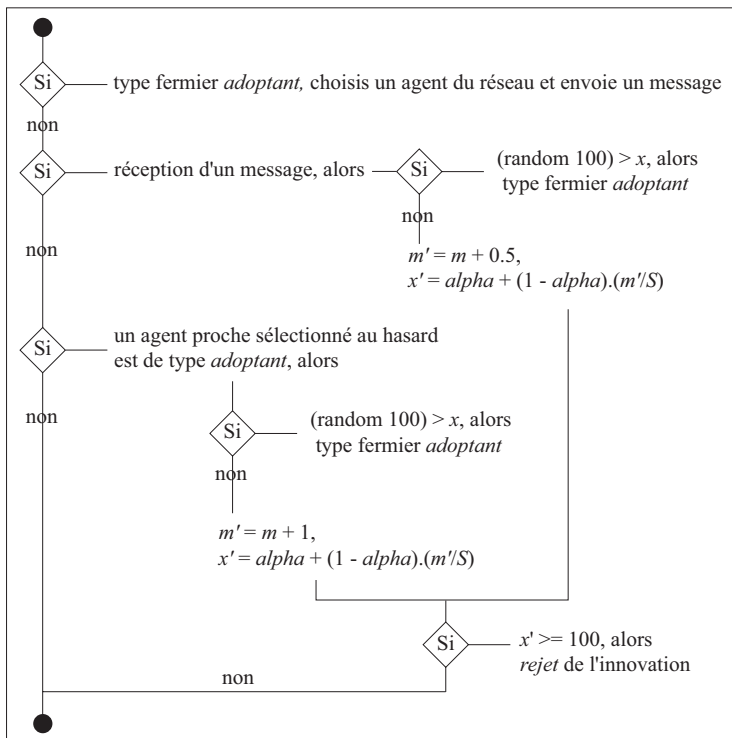 Si
type fermier adoptant, choisis un agent du réseau et envoie un message
non
Si
réception d'un message, alors
Si
(random 100) > x, alors
type fermier adoptant
non
m' = m + 0.5,
x' = alpha + (1 - alpha).(m'/S)
non
Si
un agent proche sélectionné au hasard
est de type adoptant, alors
non
Si
(random 100) > x, alors
type fermier adoptant
non
m' = m + 1,
x' = alpha + (1 - alpha).(m'/S)
Si
x' >= 100, alors
rejet de l'innovation
non